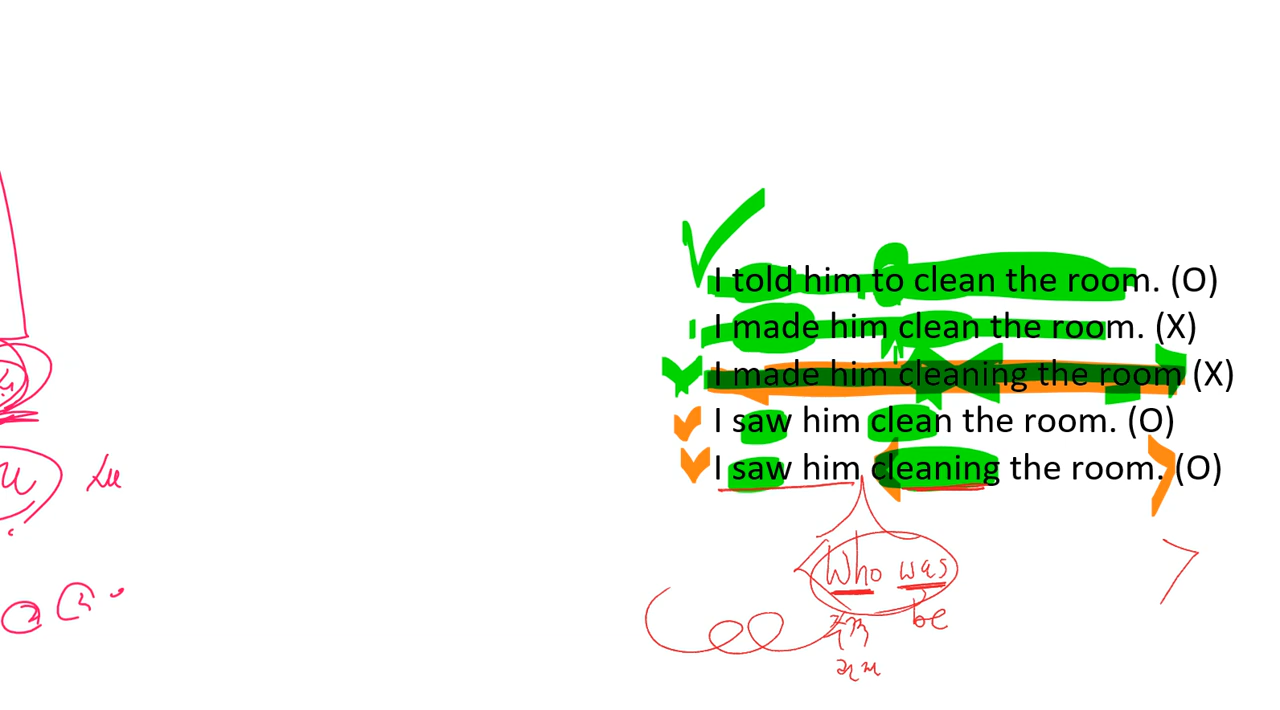 I told him to clean the room. (O)
I made him clean the room. (X)
I made him cleaning the room (X)
I saw him clean the room. (O)
I saw him cleaning the room. (O)
Who was
be